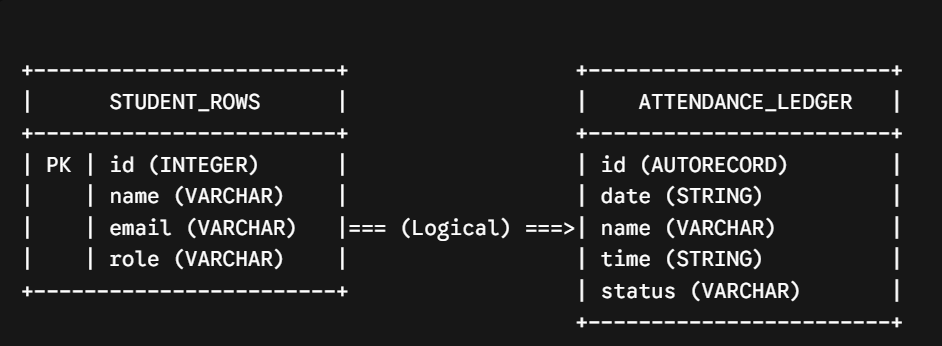 +------------------------+                  +------------------------+
|      STUDENT_ROWS      |                  |    ATTENDANCE_LEDGER   |
+------------------------+                  +------------------------+
| PK | id (INTEGER)      |                  | id (AUTORECORD)        |
|    | name (VARCHAR)    |                  | date (STRING)          |
|    | email (VARCHAR)   |=== (Logical) ===>| name (VARCHAR)         |
|    | role (VARCHAR)    |                  | time (STRING)          |
+------------------------+                  | status (VARCHAR)       |
                                            +------------------------+